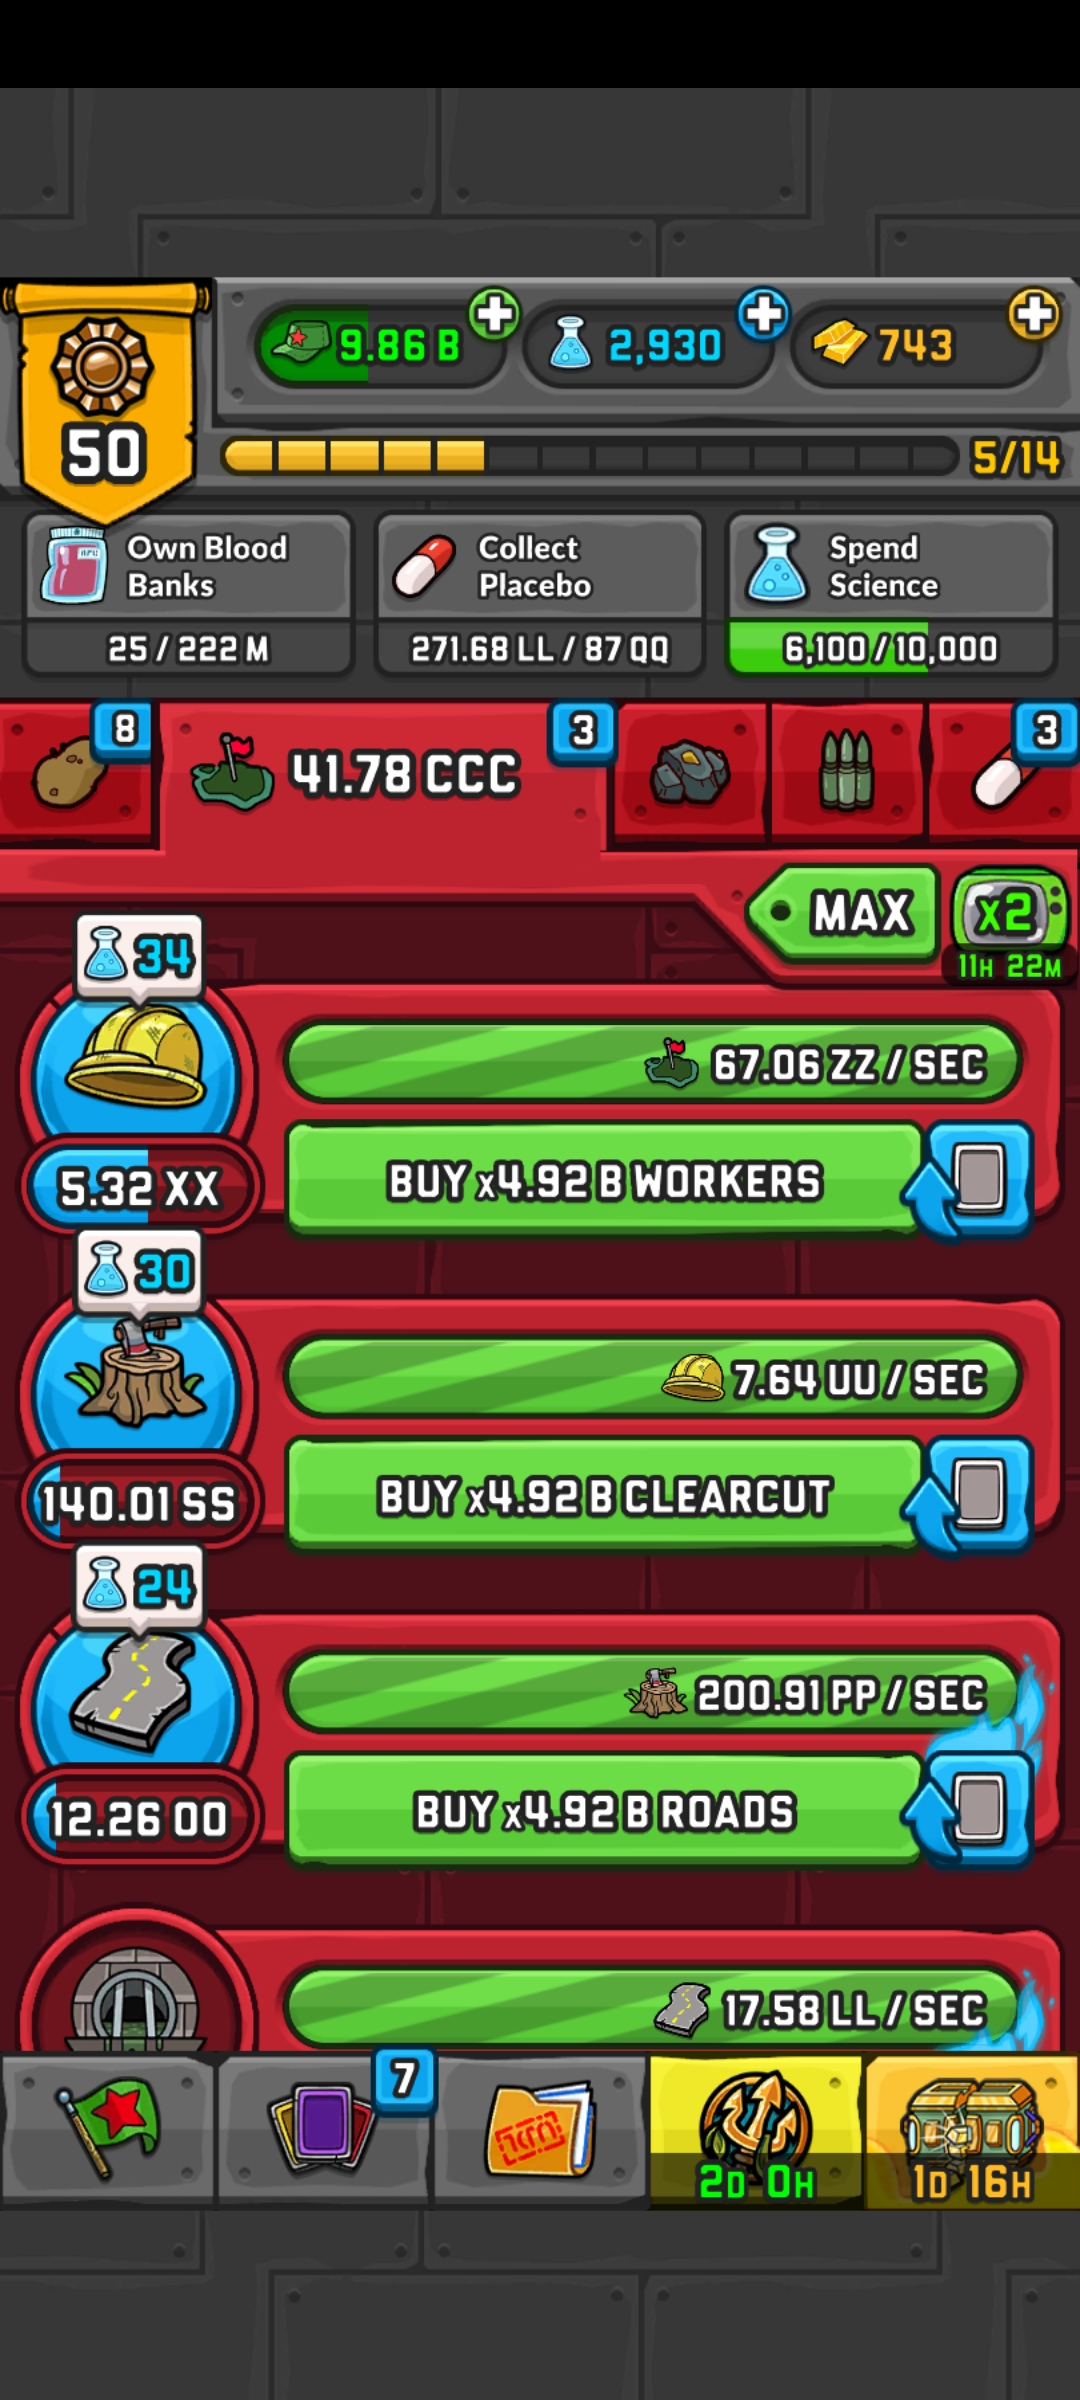 9.86 B
2,930
743
50
5/14
Own Blood
Banks
25 / 222 M
Collect
Placebo
271.68 LL / 87 QQ
Spend
Science
6,100 / 10,000
8
41.78 CCC
3
3
MAX
x2
11H 22M
34
67.06 ZZ / SEC
5.32 XX
BUY x4.92 B WORKERS
30
7.64 UU / SEC
140.01 SS
BUY x4.92 B CLEARCUT
24
200.91 PP / SEC
12.26 OO
BUY x4.92 B ROADS
17.58 LL / SEC
7
2D 0H
1D 16H